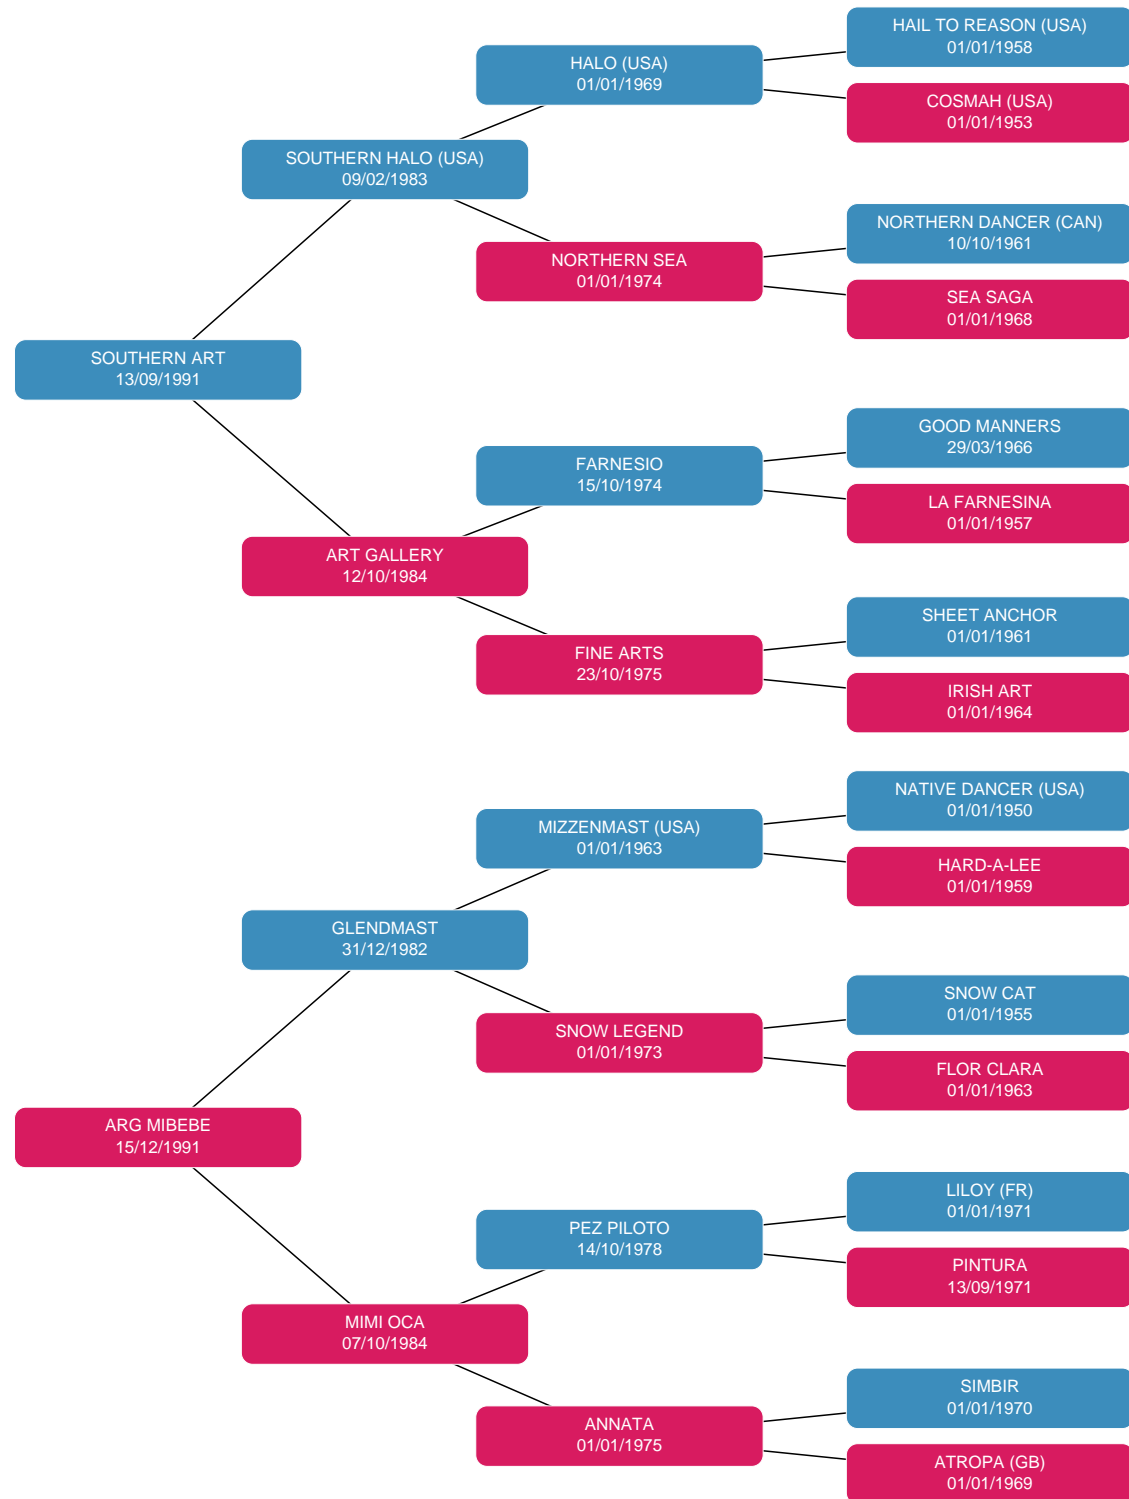 HAIL TO REASON (USA)
01/01/1958
HALO (USA)
01/01/1969
COSMAH (USA)
01/01/1953
SOUTHERN HALO (USA)
09/02/1983
NORTHERN DANCER (CAN)
10/10/1961
NORTHERN SEA
01/01/1974
SEA SAGA
01/01/1968
SOUTHERN ART
13/09/1991
GOOD MANNERS
29/03/1966
FARNESIO
15/10/1974
LA FARNESINA
01/01/1957
ART GALLERY
12/10/1984
SHEET ANCHOR
01/01/1961
FINE ARTS
23/10/1975
IRISH ART
01/01/1964
NATIVE DANCER (USA)
01/01/1950
MIZZENMAST (USA)
01/01/1963
HARD-A-LEE
01/01/1959
GLENDMAST
31/12/1982
SNOW CAT
01/01/1955
SNOW LEGEND
01/01/1973
FLOR CLARA
01/01/1963
ARG MIBEBE
15/12/1991
LILOY (FR)
01/01/1971
PEZ PILOTO
14/10/1978
PINTURA
13/09/1971
MIMI OCA
07/10/1984
SIMBIR
01/01/1970
ANNATA
01/01/1975
ATROPA (GB)
01/01/1969